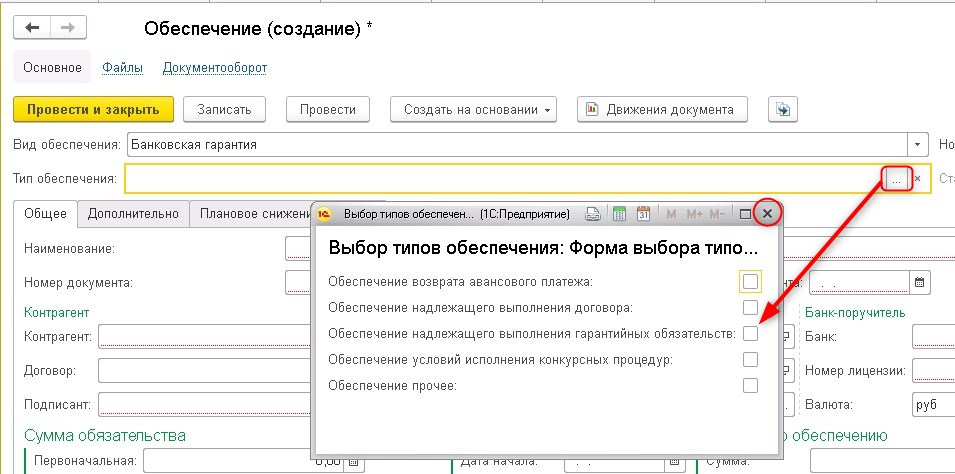 Обеспечение (создание) *
Основное Файлы Документооборот
Провести и закрыть Записать Провести Создать на основании Движения документа
Вид обеспечения: Банковская гарантия Но
Тип обеспечения: ... × Ста
Общее Дополнительно Плановое снижени
1С Выбор типов обеспечен... (1С:Предприятие) 31 M M+ M-
Выбор типов обеспечения: Форма выбора типо...
Наименование:
Обеспечение возврата авансового платежа:
Номер документа: нта: . .
Обеспечение надлежащего выполнения договора:
Контрагент Банк-поручитель
Обеспечение надлежащего выполнения гарантийных обязательств:
Контрагент: Банк:
Обеспечение условий исполнения конкурсных процедур:
Договор: Номер лицензии:
Обеспечение прочее:
Подписант: Валюта: руб
Сумма обязательства о обеспечению
Первоначальная: 0,00 Дата начала: . . Сумма: